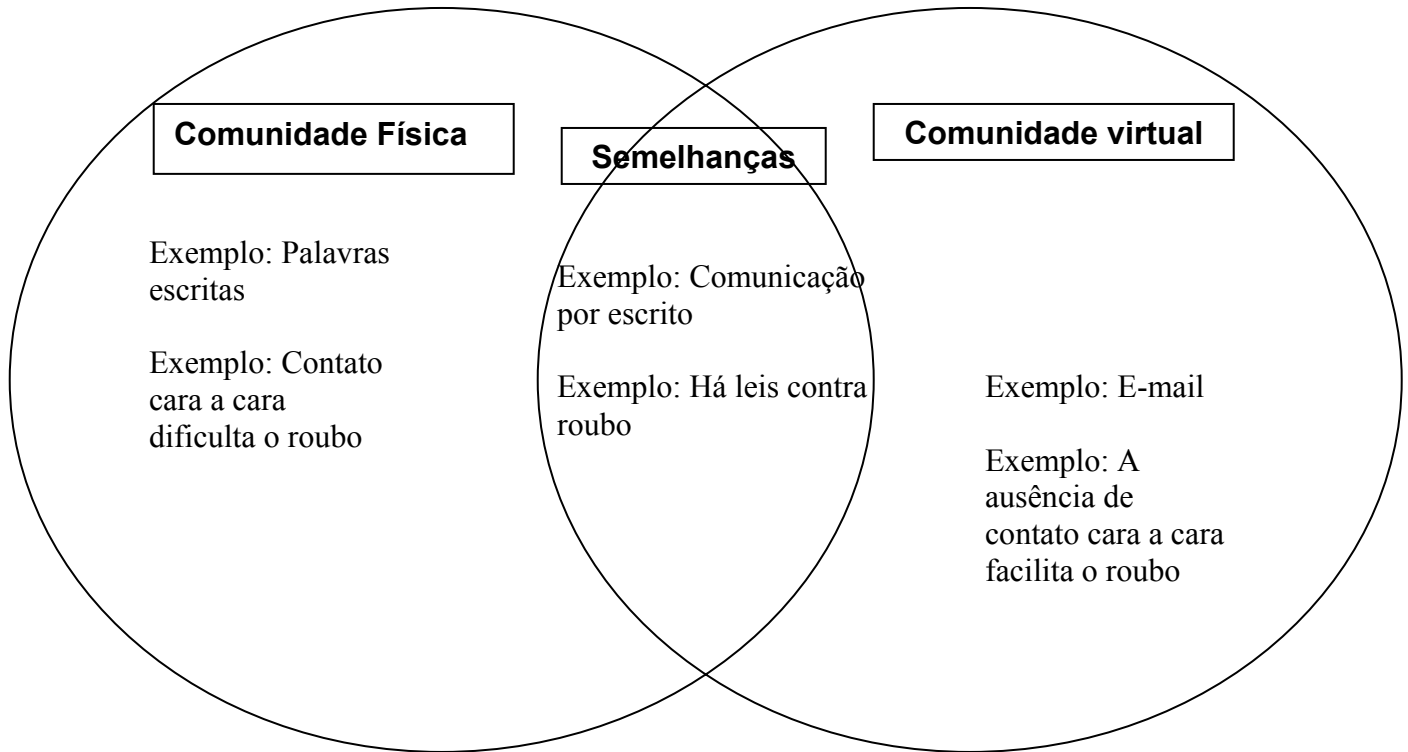 Comunidade Física
Exemplo: Palavras
escritas
Exemplo: Contato
cara a cara
dificulta o roubo
Semelhanças
Exemplo: Comunicação
por escrito
Exemplo: Há leis contra
roubo
Comunidade virtual
Exemplo: E-mail
Exemplo: A
ausência de
contato cara a cara
facilita o roubo